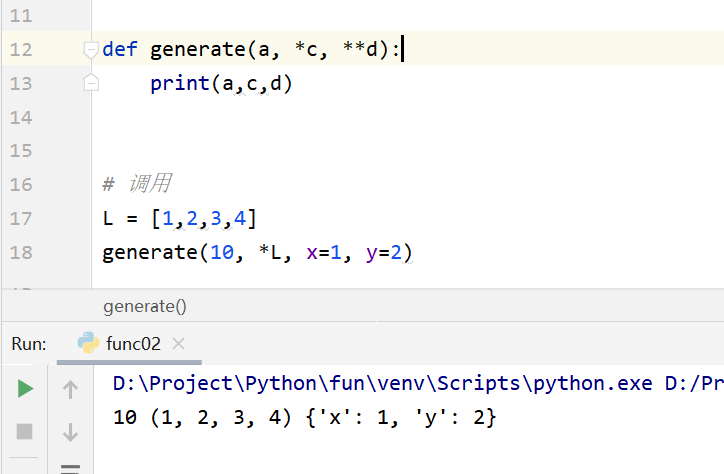 11
12 def generate(a, *c, **d):
13 print(a,c,d)
14
15
16 # 调用
17 L = [1,2,3,4]
18 generate(10, *L, x=1, y=2)
generate()
Run: func02
D:\Project\Python\fun\venv\Scripts\python.exe D:/Pr
10 (1, 2, 3, 4) {'x': 1, 'y': 2}